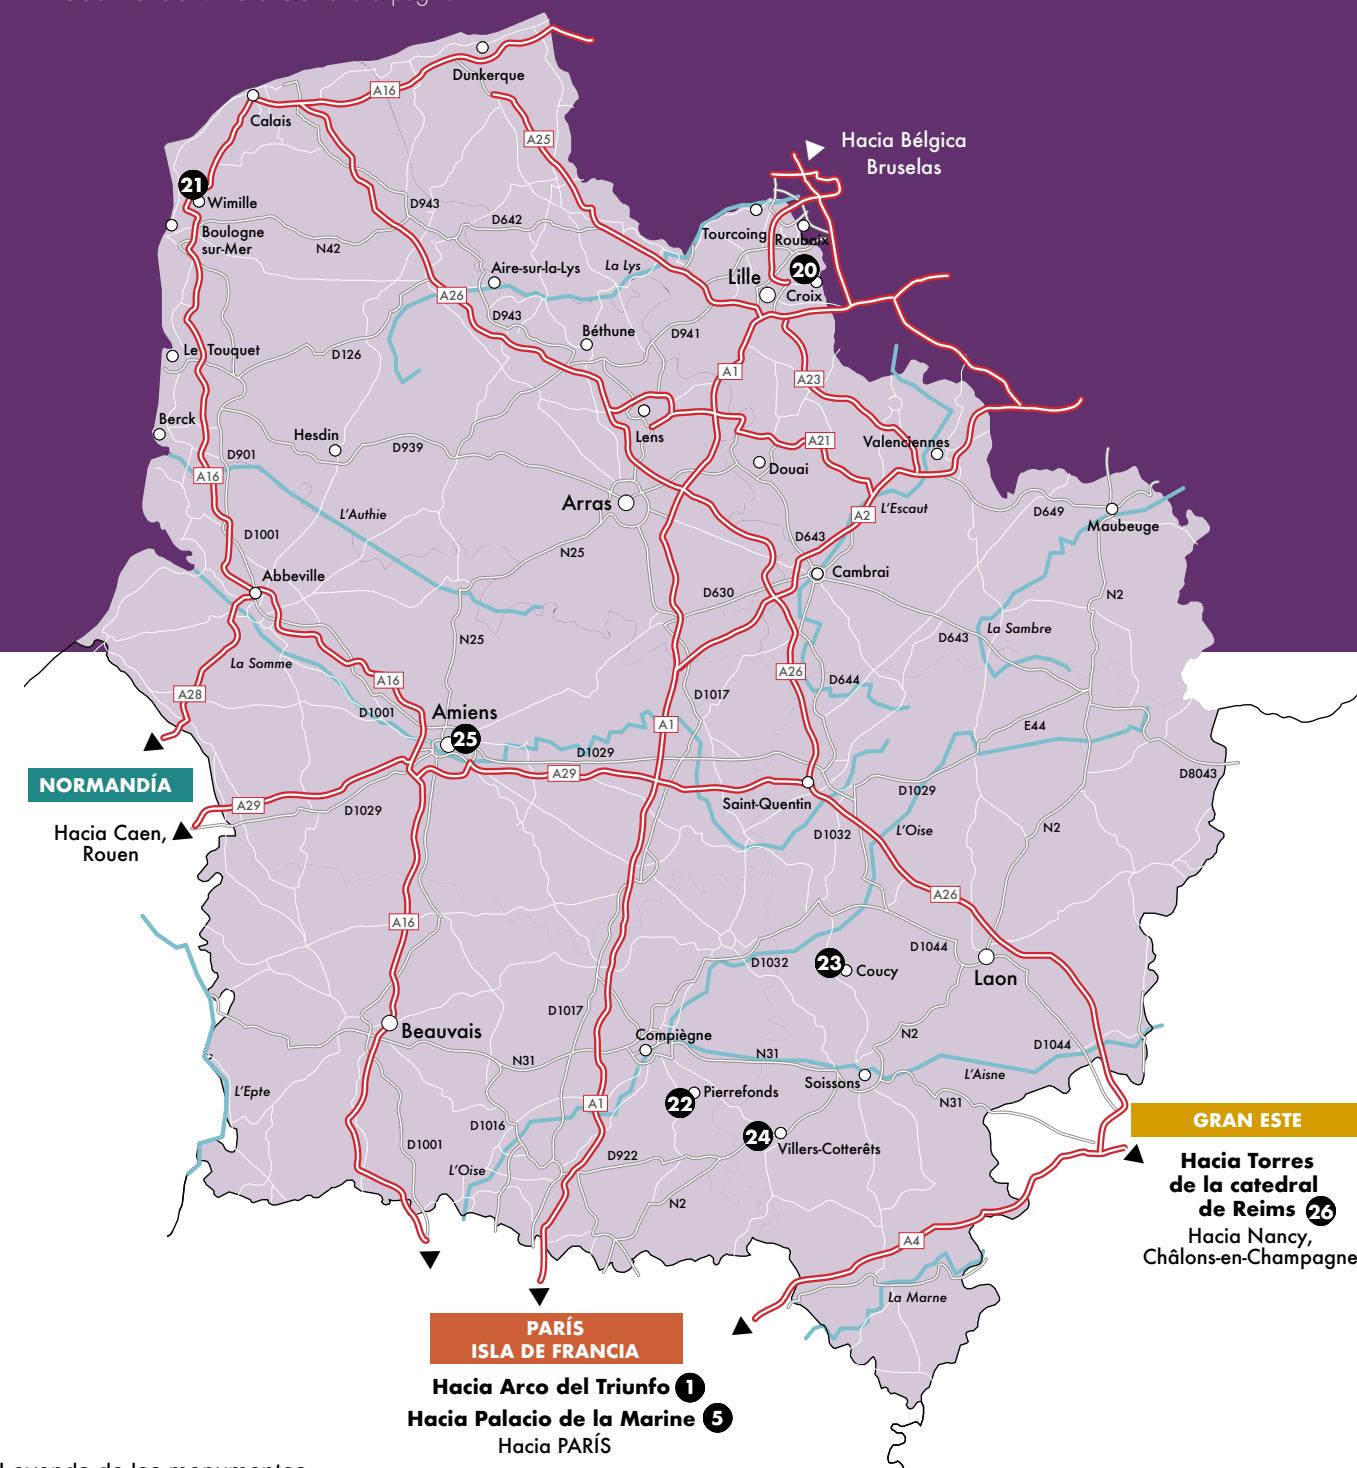 Dunkerque
A16
Calais
A25
Hacia Bélgica
Bruselas
21
Wimille
D943
D642
Tourcoing
Roubaix
Boulogne
sur-Mer
N42
Aire-sur-la-Lys
La Lys
Lille
20
Croix
A26
D943
Béthune
D941
Le Touquet
D126
A1
A23
Berck
Hesdin
D939
Lens
A21
Valenciennes
D901
Douai
A16
Arras
L'Authie
A2
L'Escaut
D649
Maubeuge
D1001
N25
D643
Abbeville
Cambrai
D630
N2
N25
D643
La Sambre
La Somme
A28
A16
A26
D644
D1017
D1001
Amiens
25
A1
E44
D1029
NORMANDÍA
A29
D8043
A29
D1029
Saint-Quentin
D1029
Hacia Caen,
Rouen
D1032
L'Oise
N2
A26
A16
D1044
D1032
23
Coucy
Laon
D1017
Beauvais
Compiègne
N2
D1044
N31
N31
L'Aisne
Soissons
L'Epte
22
Pierrefonds
A1
N31
GRAN ESTE
D1016
24
Villers-Cotterêts
D1001
D922
L'Oise
Hacia Torres
de la catedral
de Reims 26
N2
Hacia Nancy,
Châlons-en-Champagne
A4
La Marne
PARÍS
ISLA DE FRANCIA
Hacia Arco del Triunfo 1
Hacia Palacio de la Marine 5
Hacia PARÍS